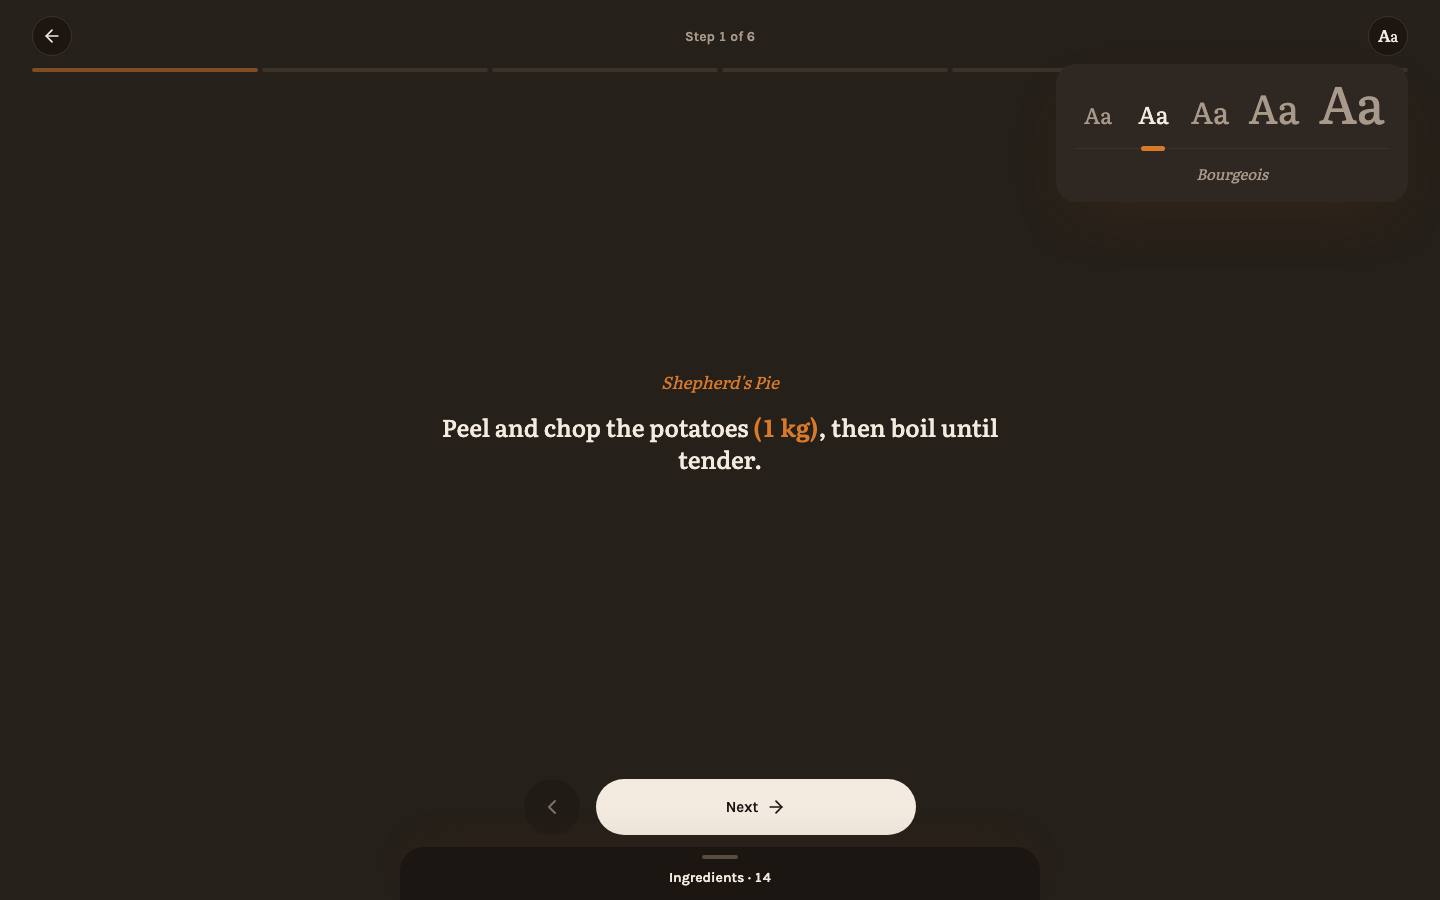 Step 1 of 6
Aa
Aa Aa Aa Aa Aa
Bourgeois
Shepherd's Pie
Peel and chop the potatoes (1 kg), then boil until
tender.
Next
Ingredients · 14